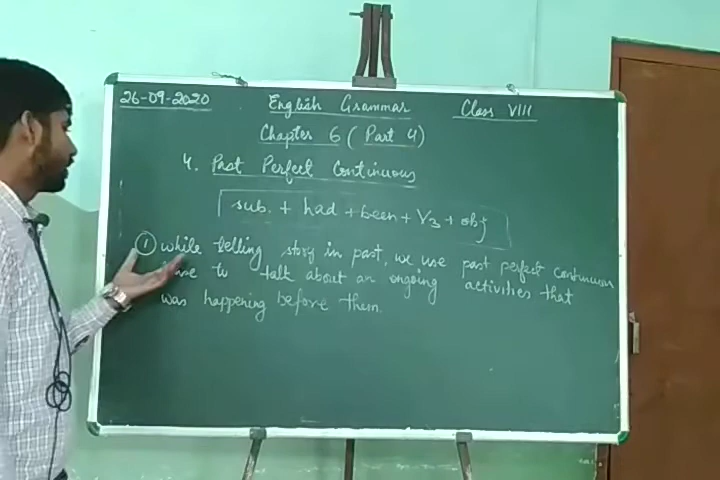 26-09-2020 English Grammar Class VIII
Chapter 6 ( Part 4)
4. Past Perfect Continuous
sub. + had + been + V3 + obj
(1) while telling story in past, we use past perfect continuous
to talk about an ongoing activities that
was happening before them.